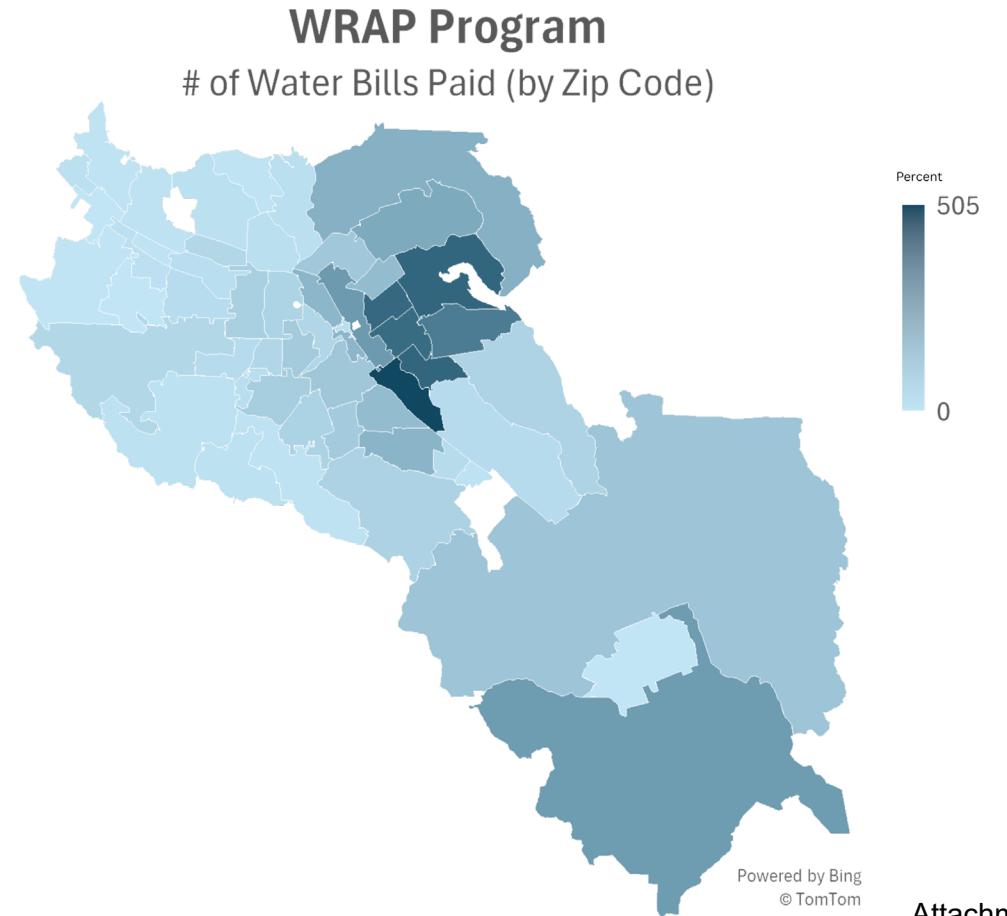 WRAP Program
# of Water Bills Paid (by Zip Code)
Percent
505
0
Powered by Bing
© TomTom